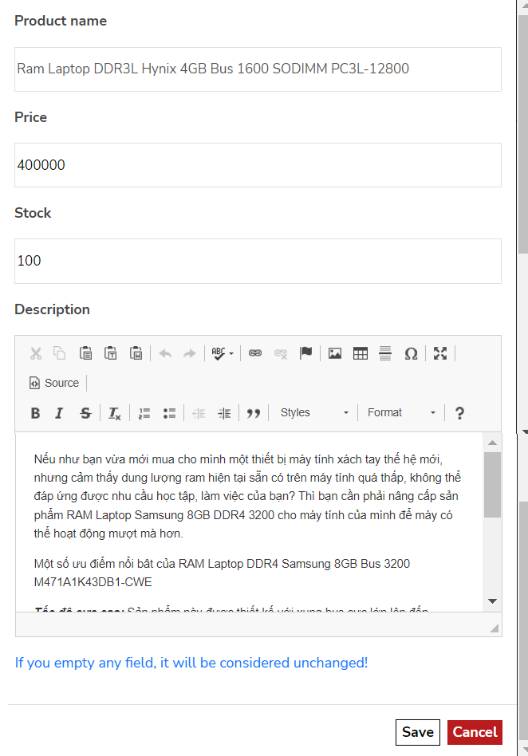 Product name
Ram Laptop DDR3L Hynix 4GB Bus 1600 SODIMM PC3L-12800
Price
400000
Stock
100
Description
Source
Styles
Format
Nếu như bạn vừa mới mua cho mình một thiết bị máy tính xách tay thế hệ mới,
nhưng cảm thấy dung lượng ram hiện tại sẵn có trên máy tính quá thấp, không thể
đáp ứng được nhu cầu học tập, làm việc của bạn? Thì bạn cần phải nâng cấp sản
phẩm RAM Laptop Samsung 8GB DDR4 3200 cho máy tính của mình để máy có
thể hoạt động mượt mà hơn.
Một số ưu điểm nổi bật của RAM Laptop DDR4 Samsung 8GB Bus 3200
M471A1K43DB1-CWE
If you empty any field, it will be considered unchanged!
Save Cancel